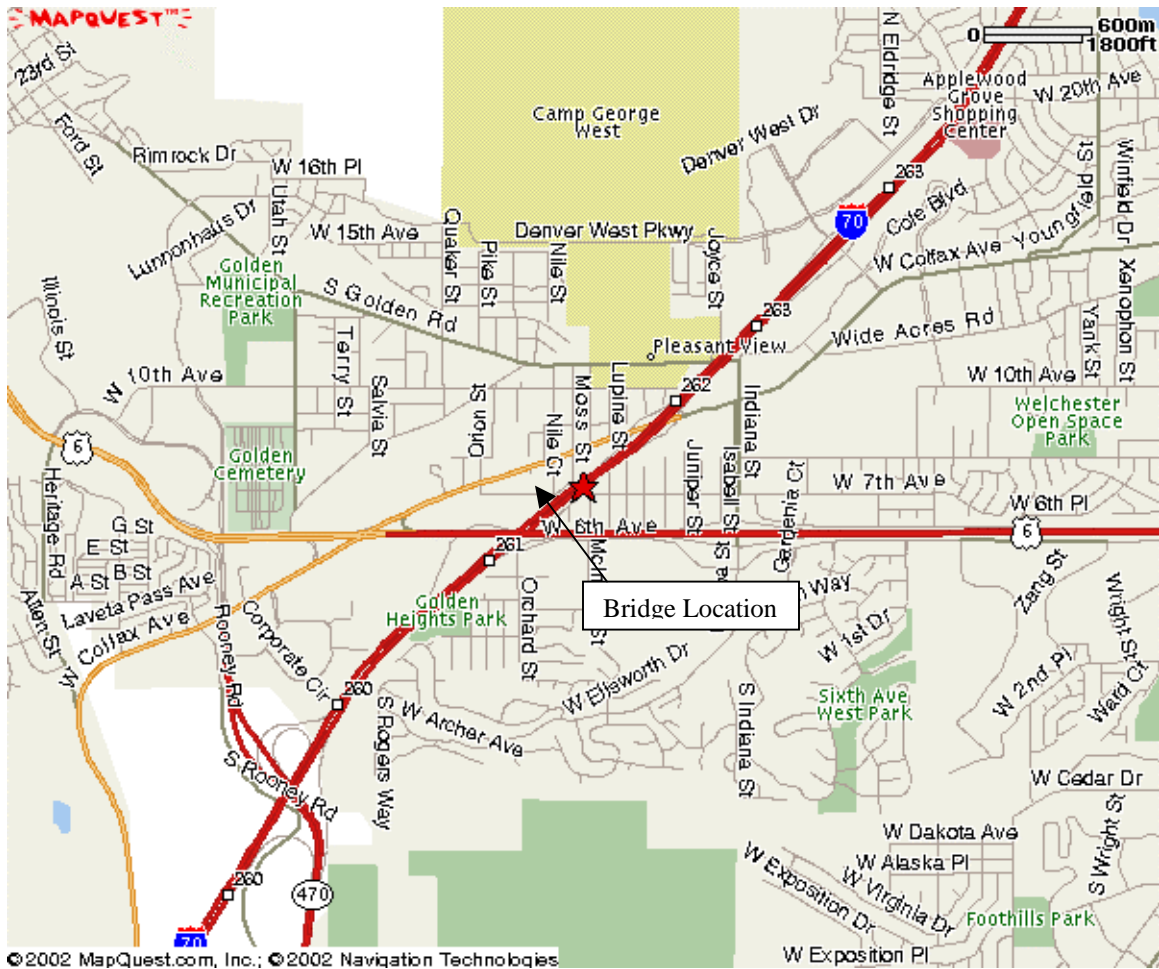 MAPQUEST™
600m
0
1800ft
23rd St
Ford St
Rimrock Dr
W 16th Pl
Utah St
Lunnonhaus Dr
W 15th Ave
Quaker St
Pike St
Nile St
Camp George
West
Denver West Dr
N Eldridge St
Applewood
Grove
Shopping
Center
W 20th Ave
263
70
Cole Blvd
Winfield Dr
Denver West Pkwy
Joyce St
W Colfax Ave
Youngfield St
Xenophon St
Golden
Municipal
Recreation
Park
S Golden Rd
Illinois St
263
Wide Acres Rd
Yank St
Pleasant View
Terry St
Salvia St
W 10th Ave
Orion St
Nile Ct
Moss St
Lupine St
262
Indiana St
W 10th Ave
Welchester
Open Space
Park
6
Golden
Cemetery
Heritage Rd
Juniper St
Isabell St
Gardenia Ct
W 7th Ave
W 6th Pl
W 6th Ave
6
G St
E St
B St
A St
261
Laveta Pass Ave
Allen St
W Colfax Ave
Rooney Rd
Corporate Cir
Golden
Heights Park
Orchard St
Bridge Location
Way
W 1st Dr
Zang St
Wright St
W 2nd Pl
Ward Ct
W Ellsworth Dr
260
S Rogers Way
W Archer Ave
S Indiana St
Sixth Ave
West Park
S Rooney Rd
W Cedar Dr
S Wright St
W Dakota Ave
W Alaska Pl
W Virginia Dr
W Exposition Dr
260
470
70
Foothills Park
W Exposition Pl
©2002 MapQuest.com, Inc.; ©2002 Navigation Technologies